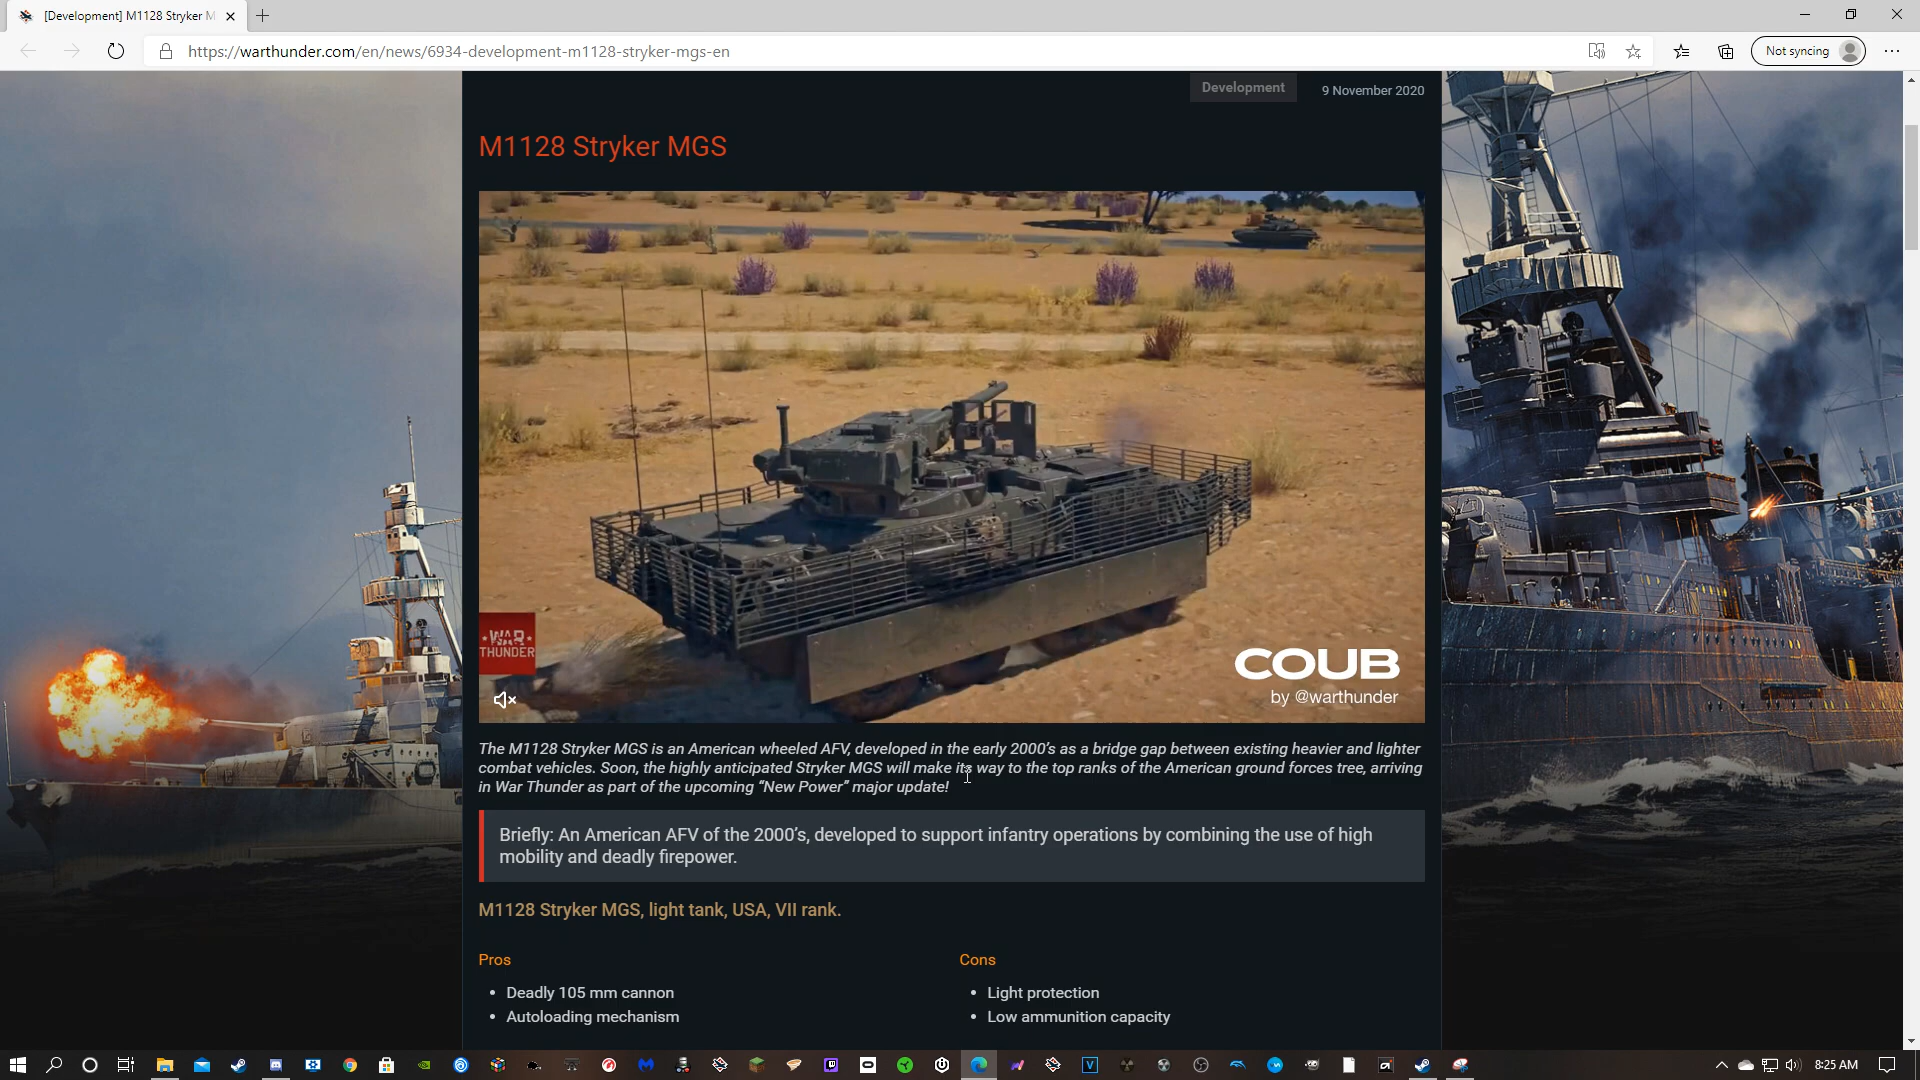 [Development] M1128 Stryker M
https://warthunder.com/en/news/6934-development-m1128-stryker-mgs-en
Not syncing
Development
9 November 2020
M1128 Stryker MGS
WAR
THUNDER
COUB
by @warthunder
The M1128 Stryker MGS is an American wheeled AFV, developed in the early 2000's as a bridge gap between existing heavier and lighter
combat vehicles. Soon, the highly anticipated Stryker MGS will make its way to the top ranks of the American ground forces tree, arriving
in War Thunder as part of the upcoming “New Power” major update!
Briefly: An American AFV of the 2000’s, developed to support infantry operations by combining the use of high
mobility and deadly firepower.
M1128 Stryker MGS, light tank, USA, VII rank.
Pros
• Deadly 105 mm cannon
• Autoloading mechanism
Cons
• Light protection
• Low ammunition capacity
8:25 AM